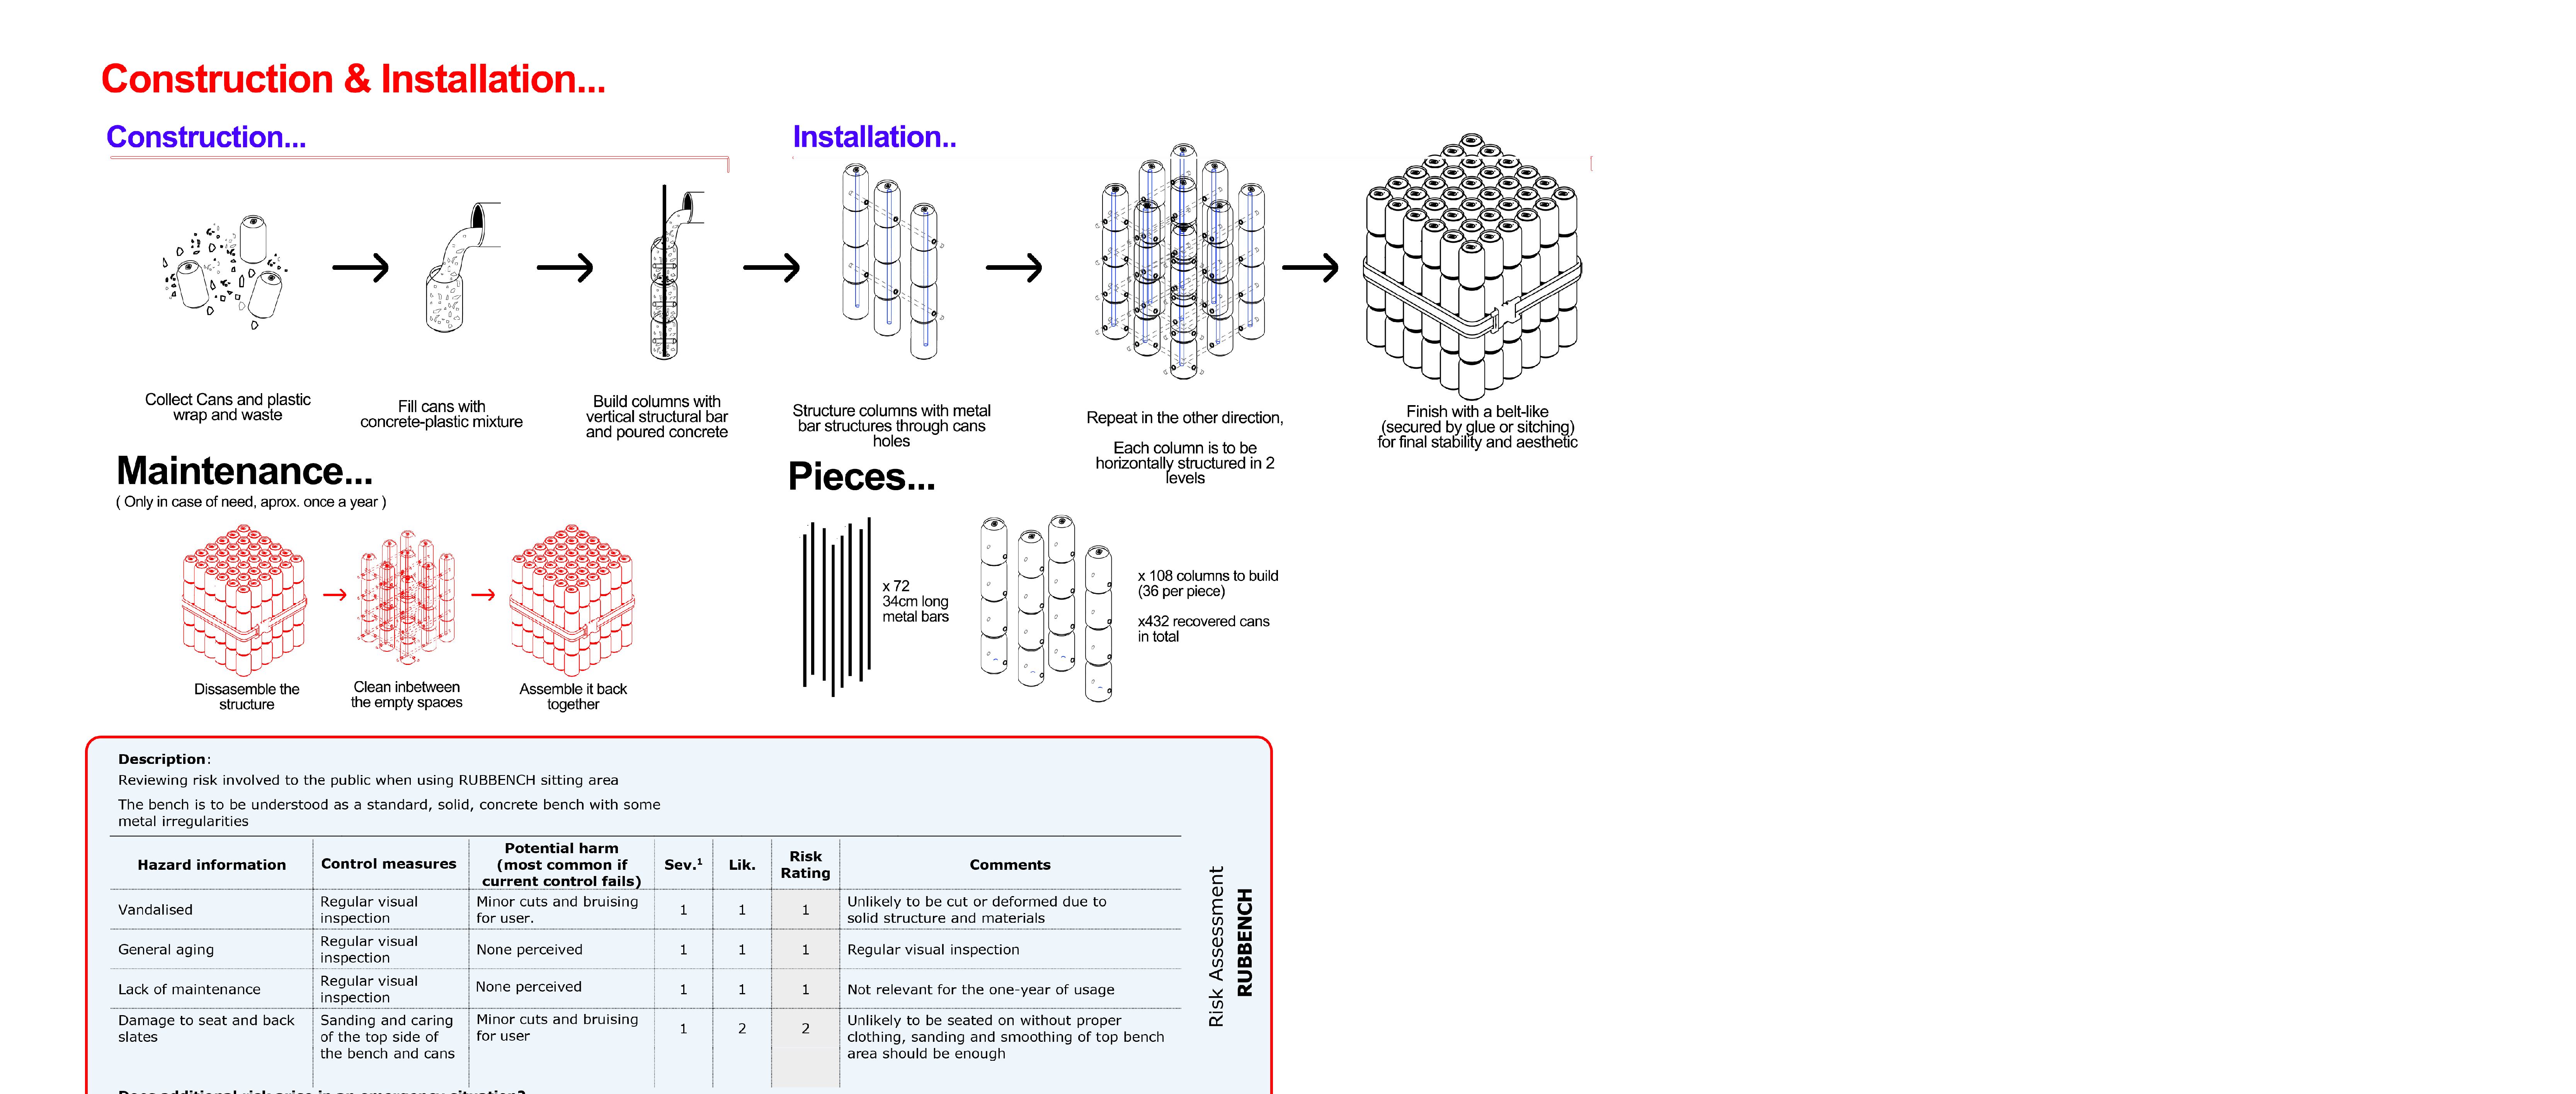 Construction & Installation...
Construction...
Installation..
Collect Cans and plastic
wrap and waste
Fill cans with
concrete-plastic mixture
Build columns with
vertical structural bar
and poured concrete
Structure columns with metal
bar structures through cans
holes
Repeat in the other direction,
Each column is to be
horizontally structured in 2
levels
Finish with a belt-like
(secured by glue or sitching)
for final stability and aesthetic
Maintenance...
( Only in case of need, aprox. once a year )
Dissasemble the
structure
Clean inbetween
the empty spaces
Assemble it back
together
Pieces...
x 72
34cm long
metal bars
x 108 columns to build
(36 per piece)
x432 recovered cans
in total
Description:
Reviewing risk involved to the public when using RUBBENCH sitting area
The bench is to be understood as a standard, solid, concrete bench with some
metal irregularities
Hazard information
Control measures
Potential harm
(most common if
current control fails)
Sev.¹
Lik.
Risk
Rating
Comments
Vandalised
Regular visual
inspection
Minor cuts and bruising
for user.
1
1
1
Unlikely to be cut or deformed due to
solid structure and materials
General aging
Regular visual
inspection
None perceived
1
1
1
Regular visual inspection
Lack of maintenance
Regular visual
inspection
None perceived
1
1
1
Not relevant for the one-year of usage
Damage to seat and back
slates
Sanding and caring
of the top side of
the bench and cans
Minor cuts and bruising
for user
1
2
2
Unlikely to be seated on without proper
clothing, sanding and smoothing of top bench
area should be enough
Does additional risk arise in an emergency situation?
Risk Assessment
RUBBENCH